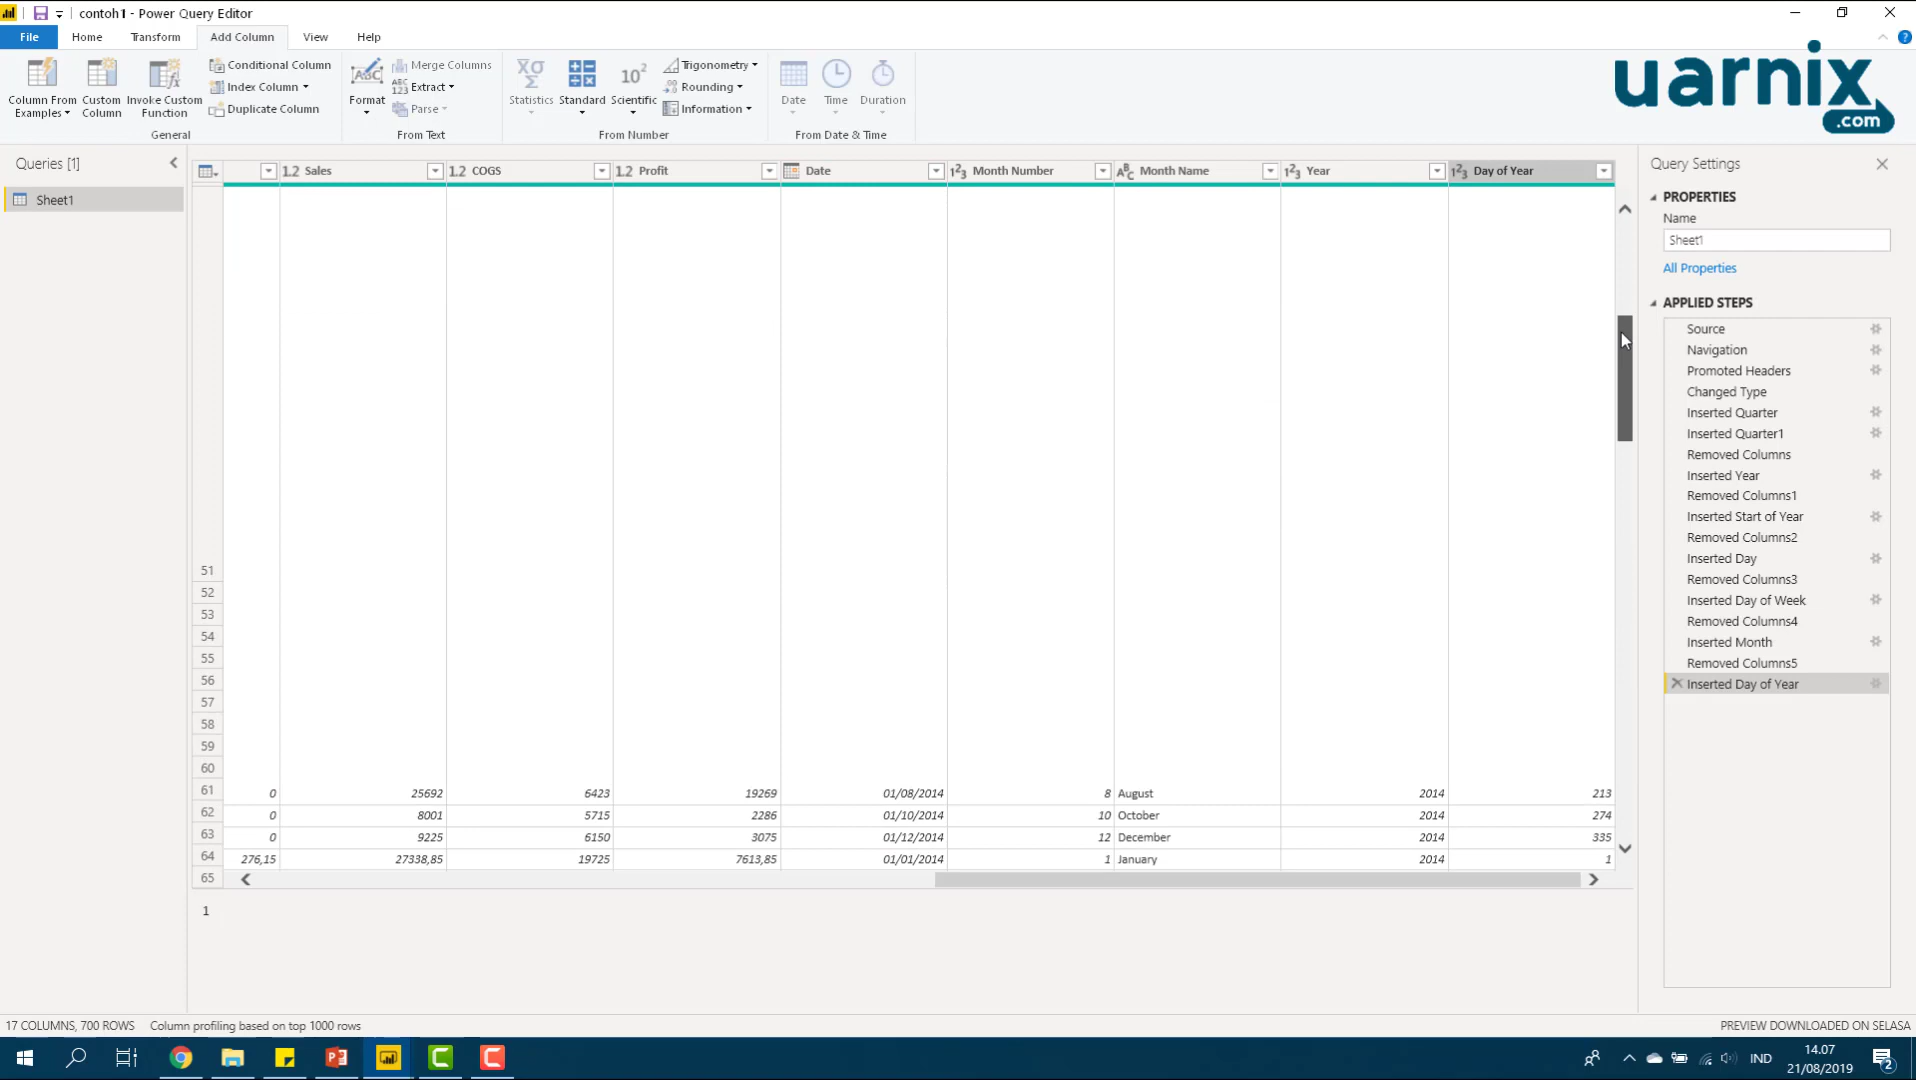 contoh1 - Power Query Editor
File Home Transform Add Column View Help
Column From Examples
Custom Column
Invoke Custom Function
Conditional Column
Index Column
Duplicate Column
General
Format
ABC
Merge Columns
ABC 123 Extract
Parse
From Text
Statistics
Standard
10² Scientific
Trigonometry
Rounding
Information
From Number
Date
Time
Duration
From Date & Time
uarnix
.com
Queries [1]
Sheet1
1.2 Sales 1.2 COGS 1.2 Profit Date 123 Month Number ABC Month Name 123 Year 123 Day of Year
51
52
53
54
55
56
57
58
59
60
61 0 25692 6423 19269 01/08/2014 8 August 2014 213
62 0 8001 5715 2286 01/10/2014 10 October 2014 274
63 0 9225 6150 3075 01/12/2014 12 December 2014 335
64 276,15 27338,85 19725 7613,85 01/01/2014 1 January 2014 1
65
1
Query Settings
PROPERTIES
Name
Sheet1
All Properties
APPLIED STEPS
Source
Navigation
Promoted Headers
Changed Type
Inserted Quarter
Inserted Quarter1
Removed Columns
Inserted Year
Removed Columns1
Inserted Start of Year
Removed Columns2
Inserted Day
Removed Columns3
Inserted Day of Week
Removed Columns4
Inserted Month
Removed Columns5
Inserted Day of Year
17 COLUMNS, 700 ROWS Column profiling based on top 1000 rows
PREVIEW DOWNLOADED ON SELASA
IND
14.07
21/08/2019
2